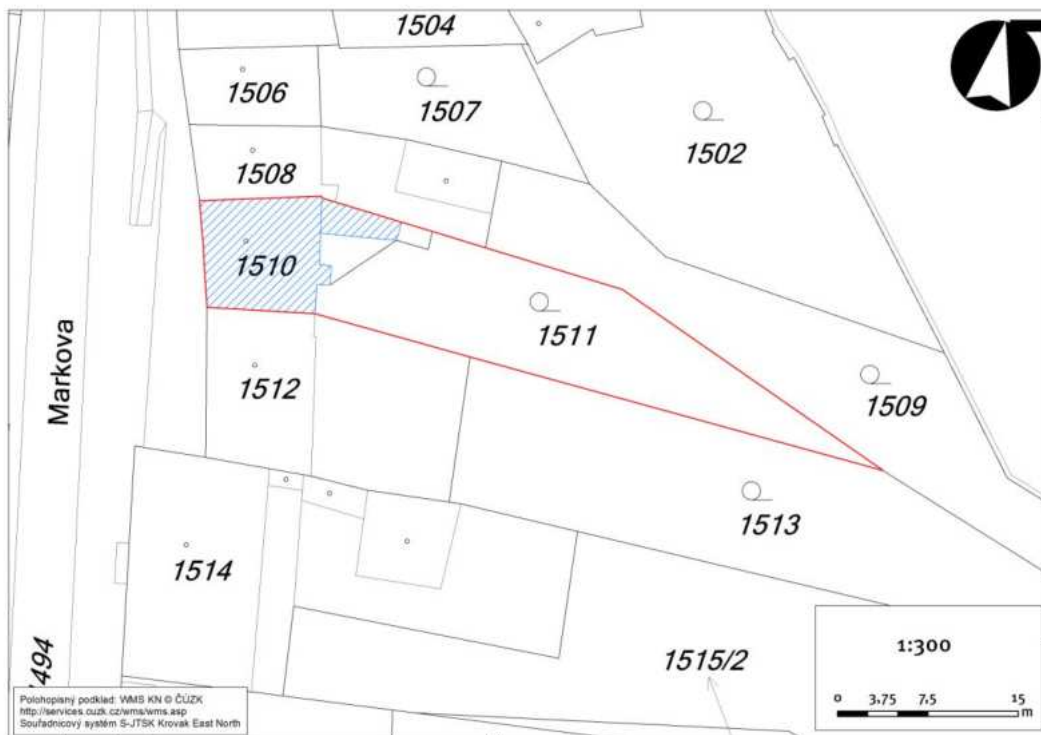 1504
1506
1507
1502
1508
1510
1511
1509
Markova
1512
1513
1514
1515/2
1494
1:300
0 3,75 7,5 15
m
Polohopisný podklad: WMS KN © ČÚZK
http://services.cuzk.cz/wms/wms.asp
Souřadnicový systém S-JTSK Krovak East North